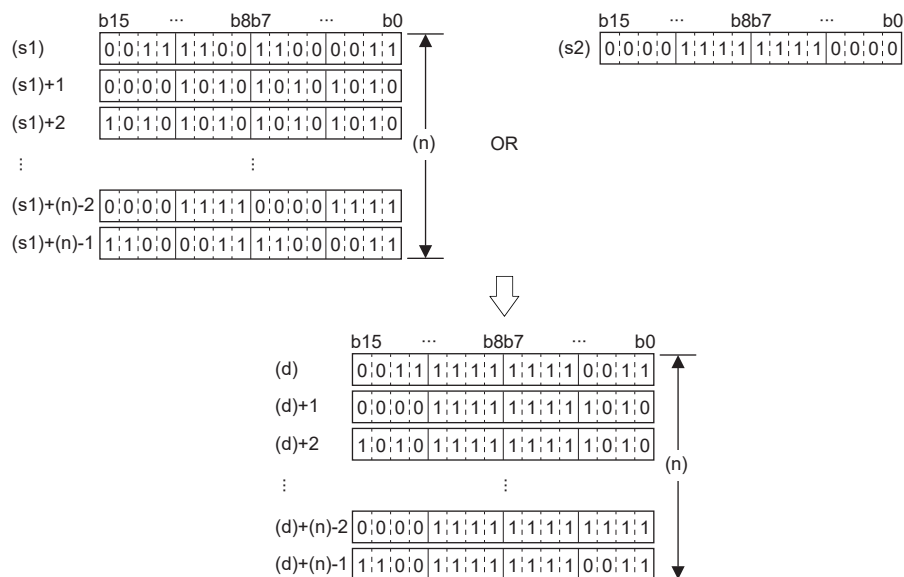 b15 ··· b8b7 ··· b0
(s1) 0 0 1 1 1 1 0 0 1 1 0 0 0 0 1 1
(s1)+1 0 0 0 0 1 0 1 0 1 0 1 0 1 0 1 0
(s1)+2 1 0 1 0 1 0 1 0 1 0 1 0 1 0 1 0
⋮ ⋮
(s1)+(n)-2 0 0 0 0 1 1 1 1 0 0 0 0 1 1 1 1
(s1)+(n)-1 1 1 0 0 0 0 1 1 1 1 0 0 0 0 1 1
(n)
OR
b15 ··· b8b7 ··· b0
(s2) 0 0 0 0 1 1 1 1 1 1 1 1 0 0 0 0
b15 ··· b8b7 ··· b0
(d) 0 0 1 1 1 1 1 1 1 1 1 1 0 0 1 1
(d)+1 0 0 0 0 1 1 1 1 1 1 1 1 1 0 1 0
(d)+2 1 0 1 0 1 1 1 1 1 1 1 1 1 0 1 0
⋮ ⋮
(d)+(n)-2 0 0 0 0 1 1 1 1 1 1 1 1 1 1 1 1
(d)+(n)-1 1 1 0 0 1 1 1 1 1 1 1 1 0 0 1 1
(n)